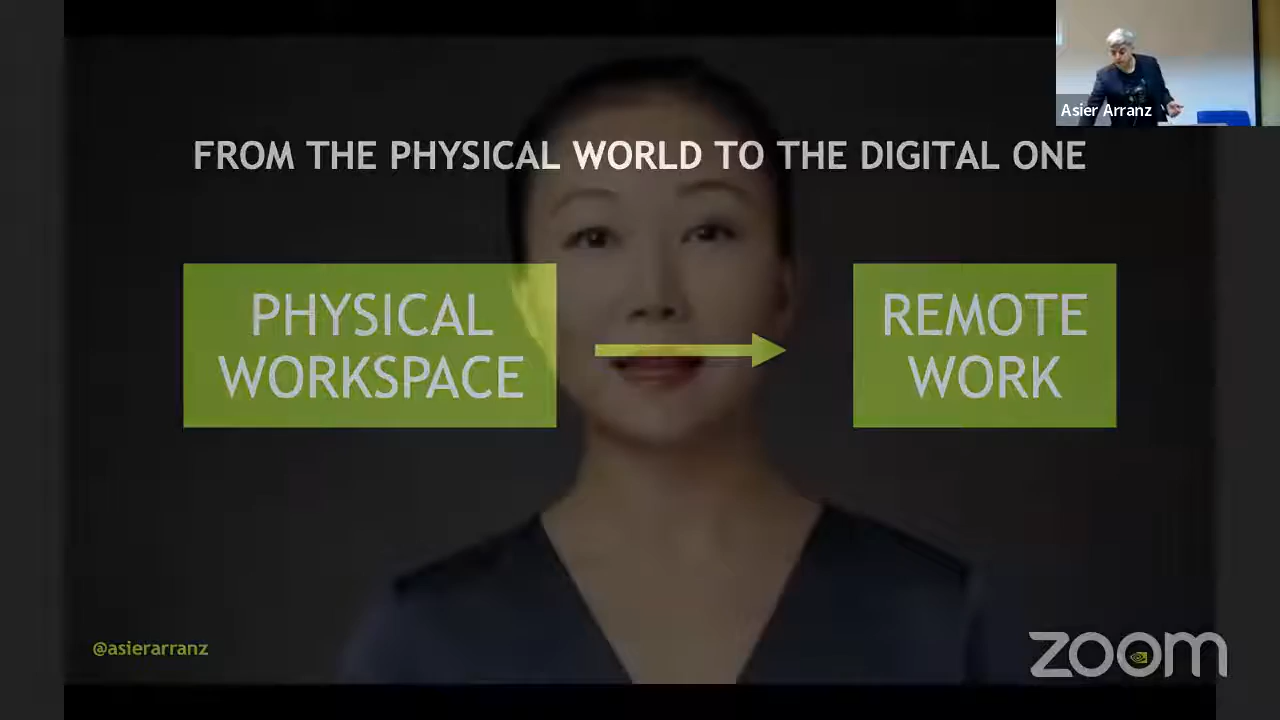 Asier Arranz
FROM THE PHYSICAL WORLD TO THE DIGITAL ONE
PHYSICAL
WORKSPACE
REMOTE
WORK
@asierarranz
zoom